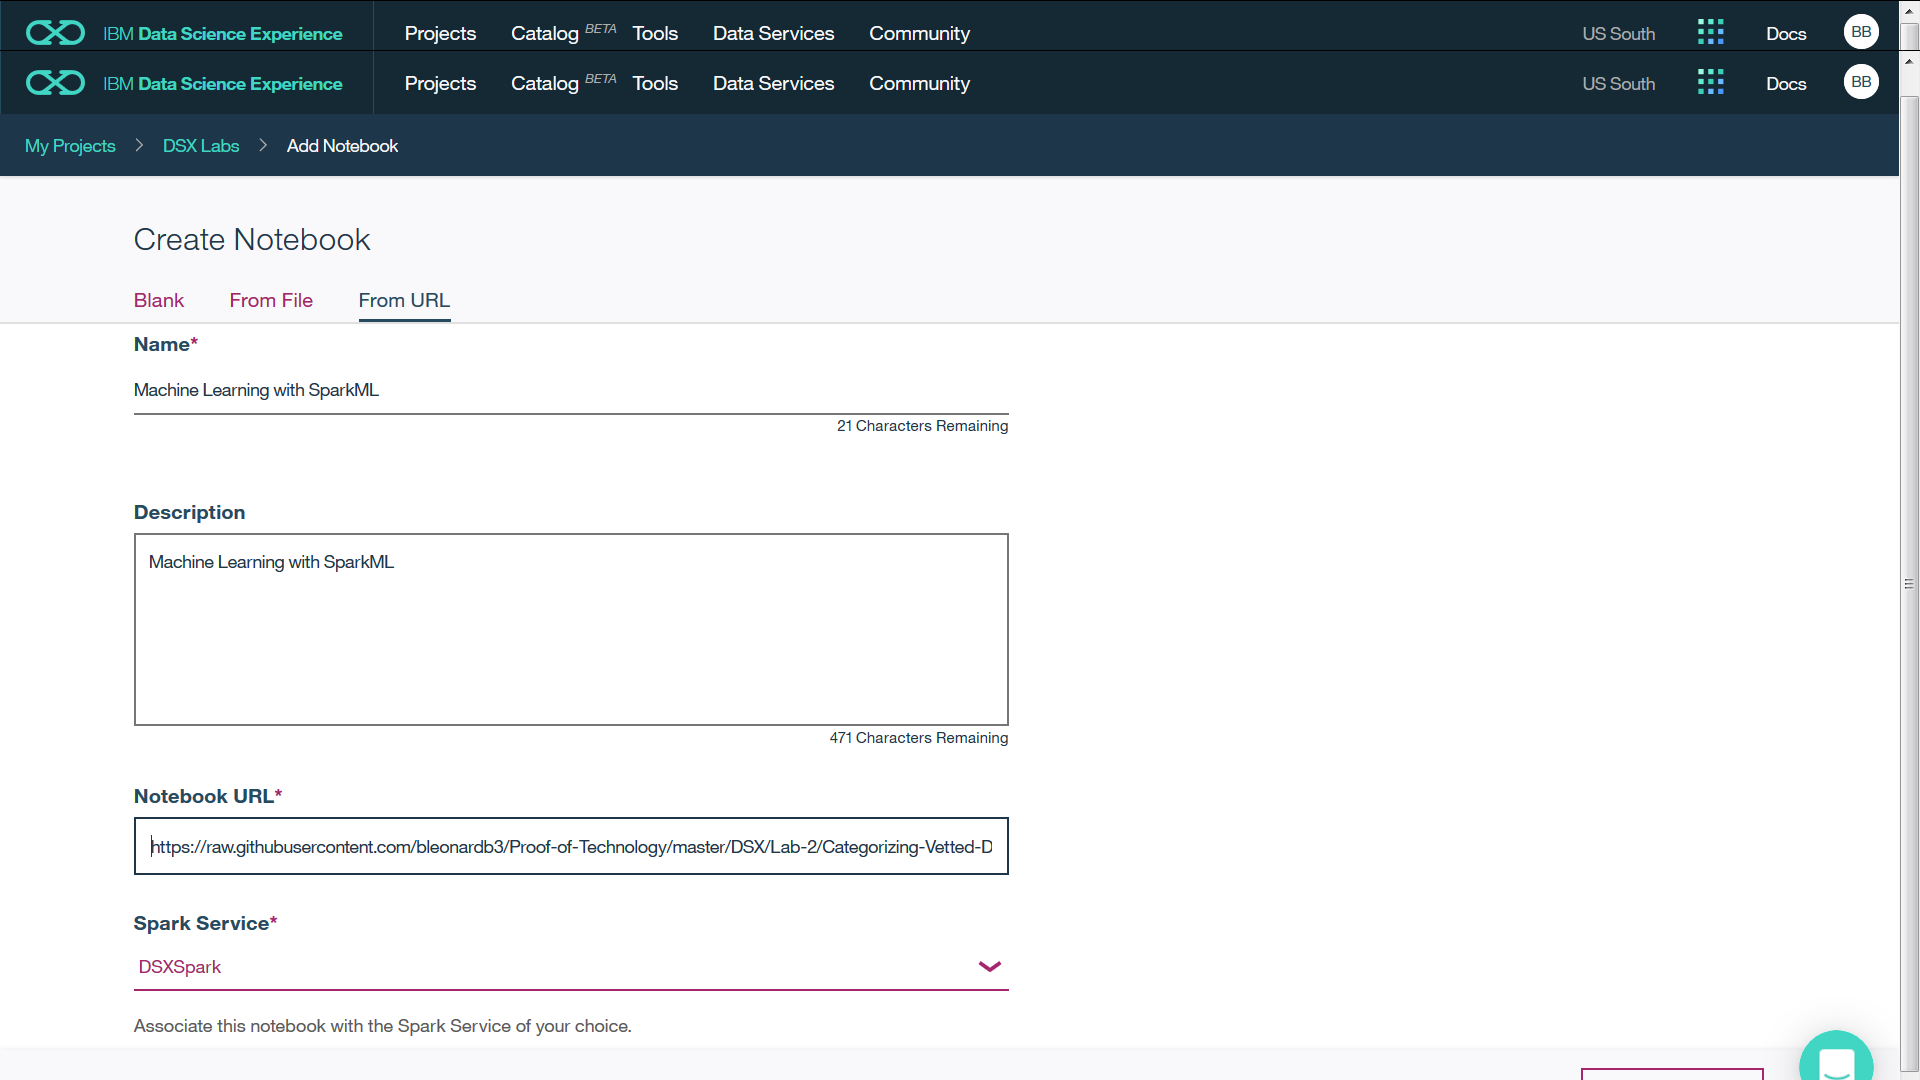 IBM Data Science Experience Projects Catalog BETA Tools Data Services Community US South Docs BB
IBM Data Science Experience Projects Catalog BETA Tools Data Services Community US South Docs BB
My Projects DSX Labs Add Notebook
Create Notebook
Blank From File From URL
Name*
Machine Learning with SparkML
21 Characters Remaining
Description
Machine Learning with SparkML
471 Characters Remaining
Notebook URL*
https://raw.githubusercontent.com/bleonardb3/Proof-of-Technology/master/DSX/Lab-2/Categorizing-Vetted-D
Spark Service*
DSXSpark
Associate this notebook with the Spark Service of your choice.